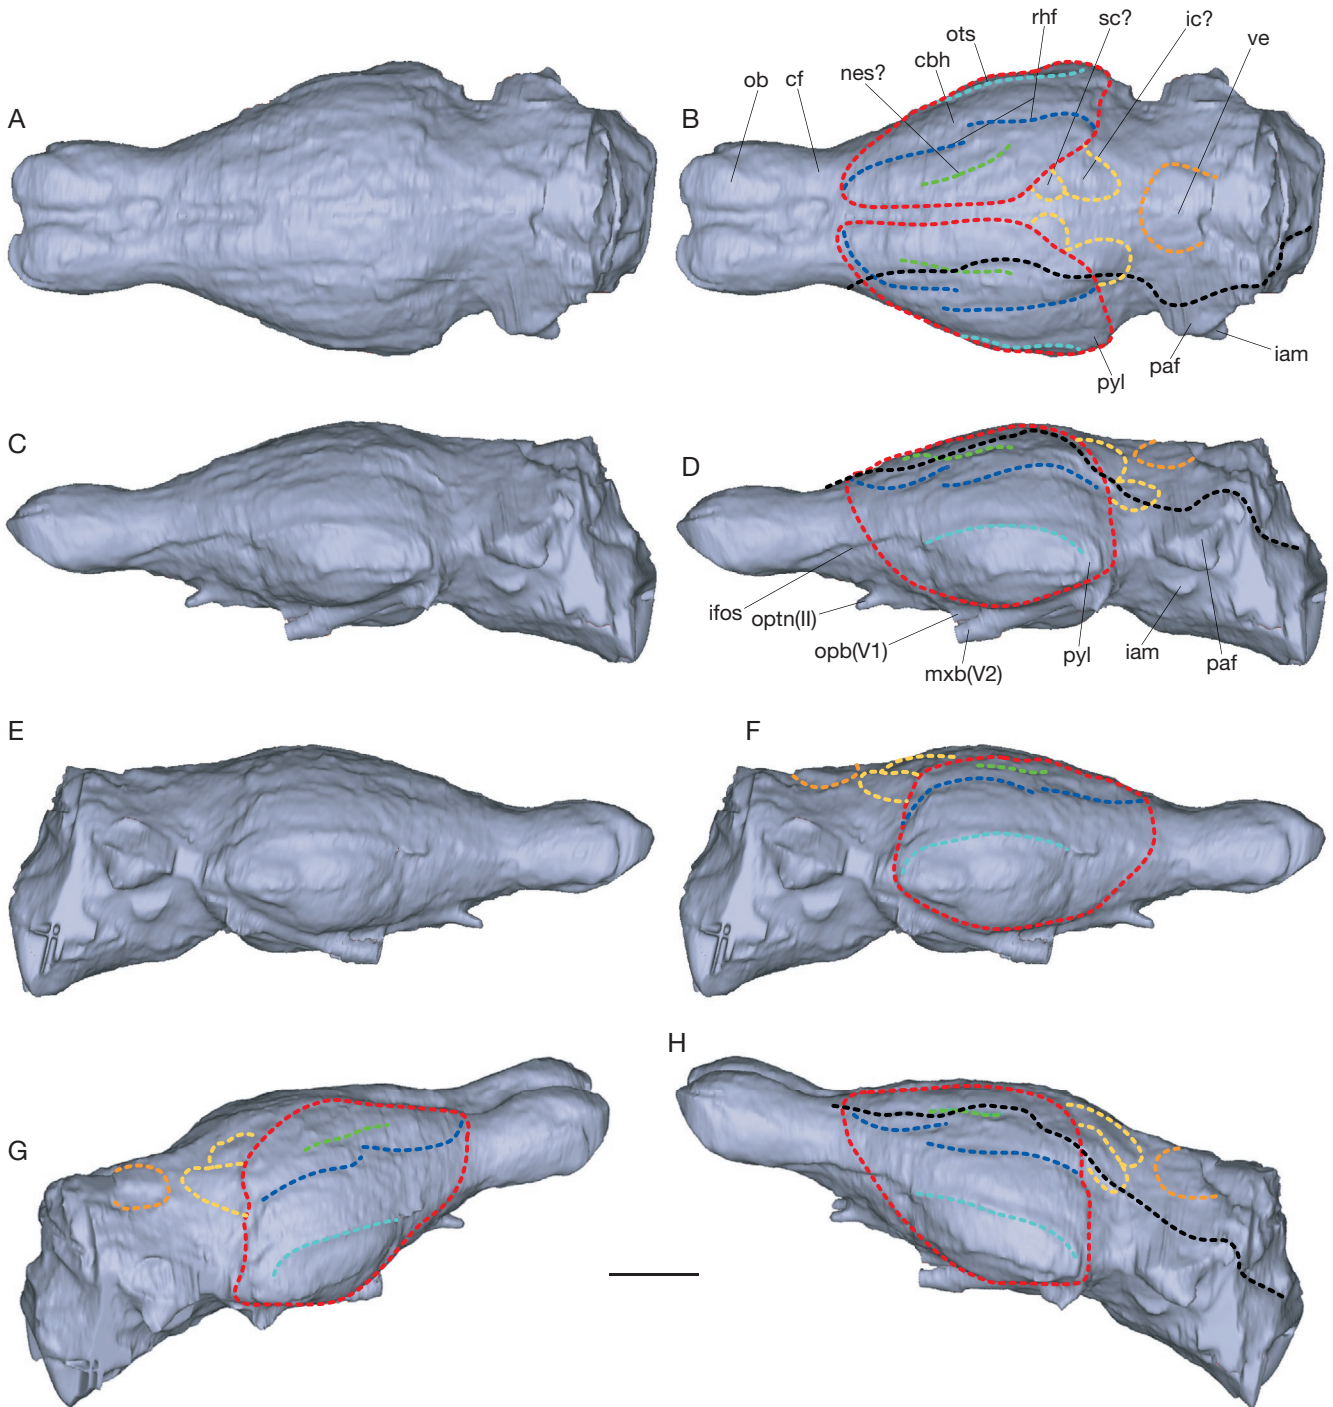 A
B
ob
cf
nes?
cbh
ots
rhf
sc?
ic?
ve
pyl
paf
iam
C
D
ifos
optn(II)
opb(V1)
mxb(V2)
pyl
iam
paf
E
F
G
H